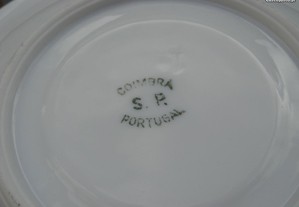 COIMBRA
S. P.
PORTUGAL